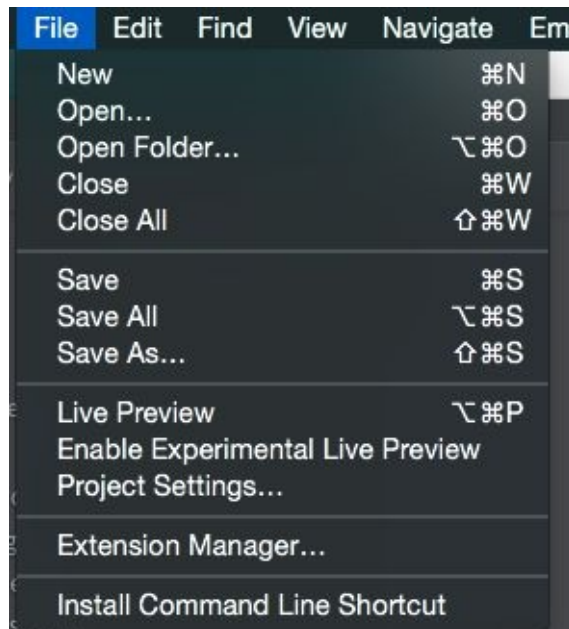 File Edit Find View Navigate Em
New ⌘N
Open... ⌘O
Open Folder... ⌥⌘O
Close ⌘W
Close All ⇧⌘W
Save ⌘S
Save All ⌥⌘S
Save As... ⇧⌘S
Live Preview ⌥⌘P
Enable Experimental Live Preview
Project Settings...
Extension Manager...
Install Command Line Shortcut